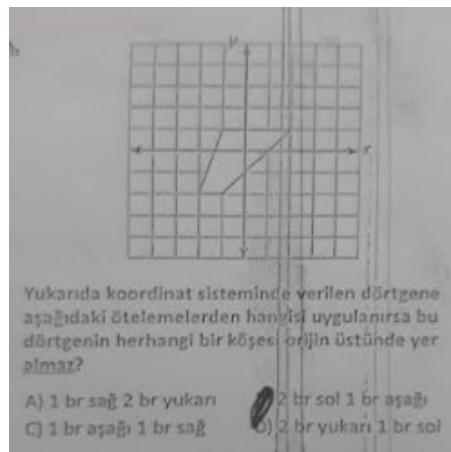 y
x
Yukarıda koordinat sisteminde verilen dörtgene
aşağıdaki ötelemelerden hangisi uygulanırsa bu
dörtgenin herhangi bir köşesi orijin üstünde yer
almaz?
A) 1 br sağ 2 br yukarı
2 br sol 1 br aşağı
C) 1 br aşağı 1 br sağ
D) 2 br yukarı 1 br sol